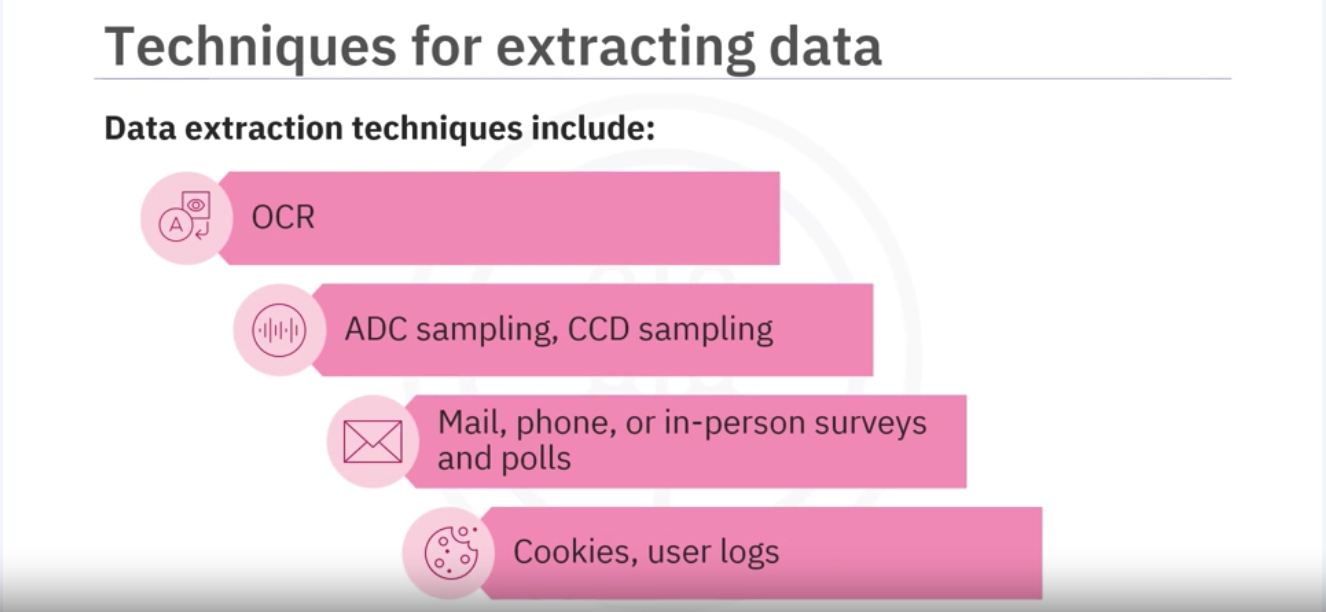 Techniques for extracting data
Data extraction techniques include:
A
OCR
ADC sampling, CCD sampling
Mail, phone, or in-person surveys
and polls
Cookies, user logs